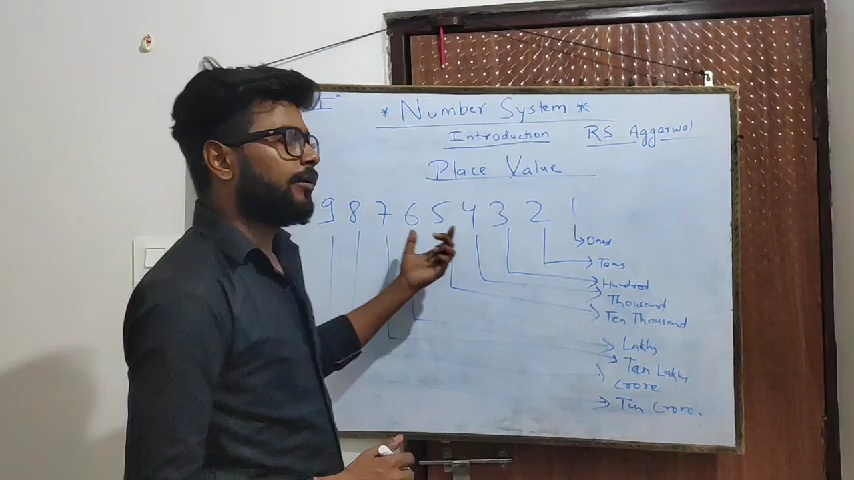 I"
* Number System *
Introduction RS Aggarwal
Place Value
9 8 7 6 5 4 3 2 1
Ones
Tens
Hundred
Thousand
Ten Thousand
Lakhs
Ten Lakhs
Crore
Ten Crore.